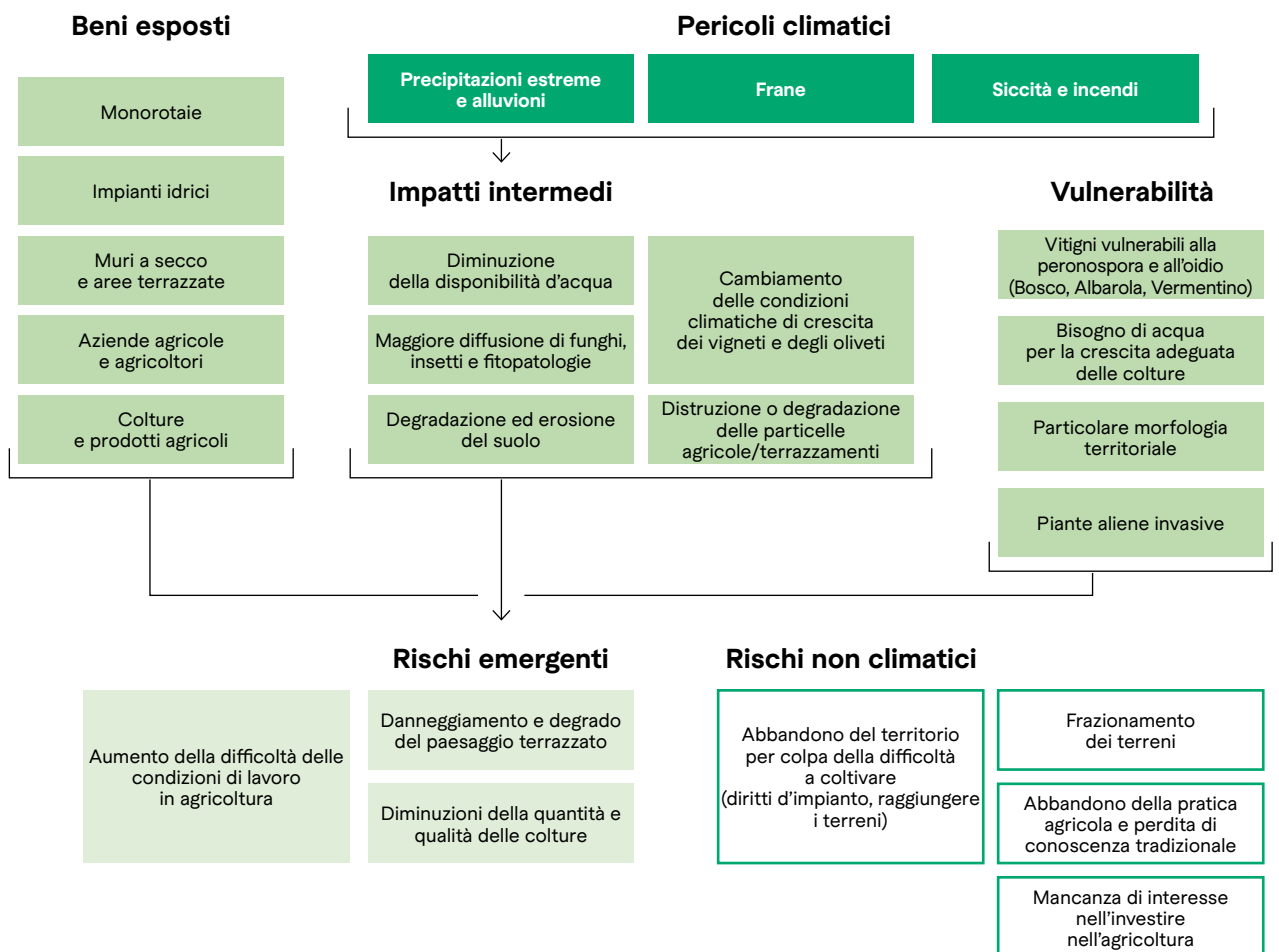 Beni esposti
Monorotaie
Impianti idrici
Muri a secco
e aree terrazzate
Aziende agricole
e agricoltori
Colture
e prodotti agricoli
Pericoli climatici
Precipitazioni estreme
e alluvioni
Frane
Siccità e incendi
Impatti intermedi
Diminuzione
della disponibilità d'acqua
Maggiore diffusione di funghi,
insetti e fitopatologie
Degradazione ed erosione
del suolo
Cambiamento
delle condizioni
climatiche di crescita
dei vigneti e degli oliveti
Distruzione o degradazione
delle particelle
agricole/terrazzamenti
Vulnerabilità
Vitigni vulnerabili alla
peronospora e all'oidio
(Bosco, Albarola, Vermentino)
Bisogno di acqua
per la crescita adeguata
delle colture
Particolare morfologia
territoriale
Piante aliene invasive
Rischi emergenti
Aumento della difficoltà delle
condizioni di lavoro
in agricoltura
Danneggiamento e degrado
del paesaggio terrazzato
Diminuzioni della quantità e
qualità delle colture
Rischi non climatici
Abbandono del territorio
per colpa della difficoltà
a coltivare
(diritti d'impianto, raggiungere
i terreni)
Frazionamento
dei terreni
Abbandono della pratica
agricola e perdita di
conoscenza tradizionale
Mancanza di interesse
nell'investire
nell'agricoltura